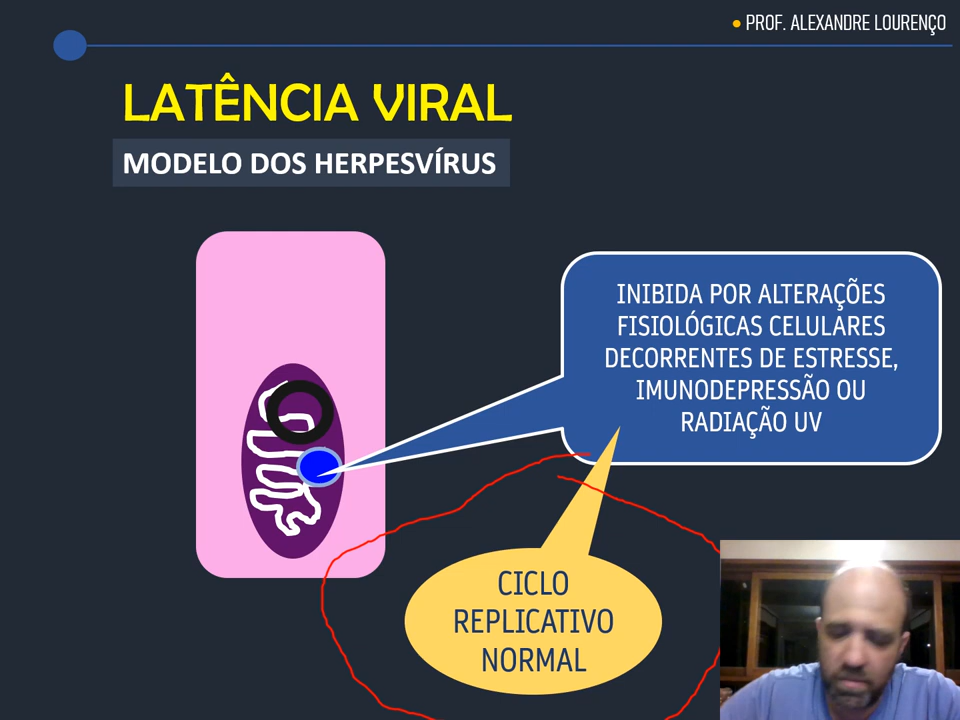 PROF. ALEXANDRE LOURENÇO
LATÊNCIA VIRAL
MODELO DOS HERPESVÍRUS
INIBIDA POR ALTERAÇÕES
FISIOLÓGICAS CELULARES
DECORRENTES DE ESTRESSE,
IMUNODEPRESSÃO OU
RADIAÇÃO UV
CICLO
REPLICATIVO
NORMAL